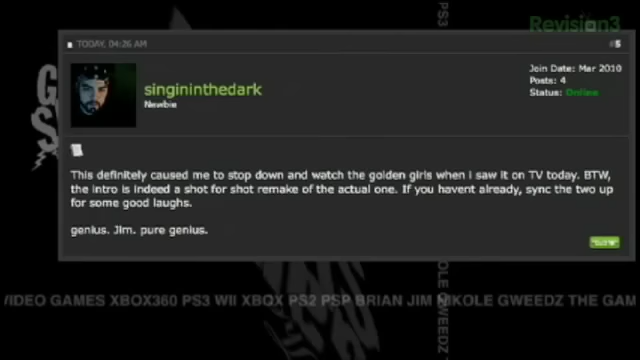 Revision3
PS3
TODAY, 04:26 AM
#5
singininthedark
Newbie
Join Date: Mar 2010
Posts: 4
Status: Online
This definitely caused me to stop down and watch the golden girls when i saw it on TV today. BTW,
the intro is indeed a shot for shot remake of the actual one. If you havent already, sync the two up
for some good laughs.
genius. Jim. pure genius.
VIDEO GAMES XBOX360 PS3 WII XBOX PS2 PSP BRIAN JIM NIKOLE GWEEDZ THE GAM
OLE GWEEDZ